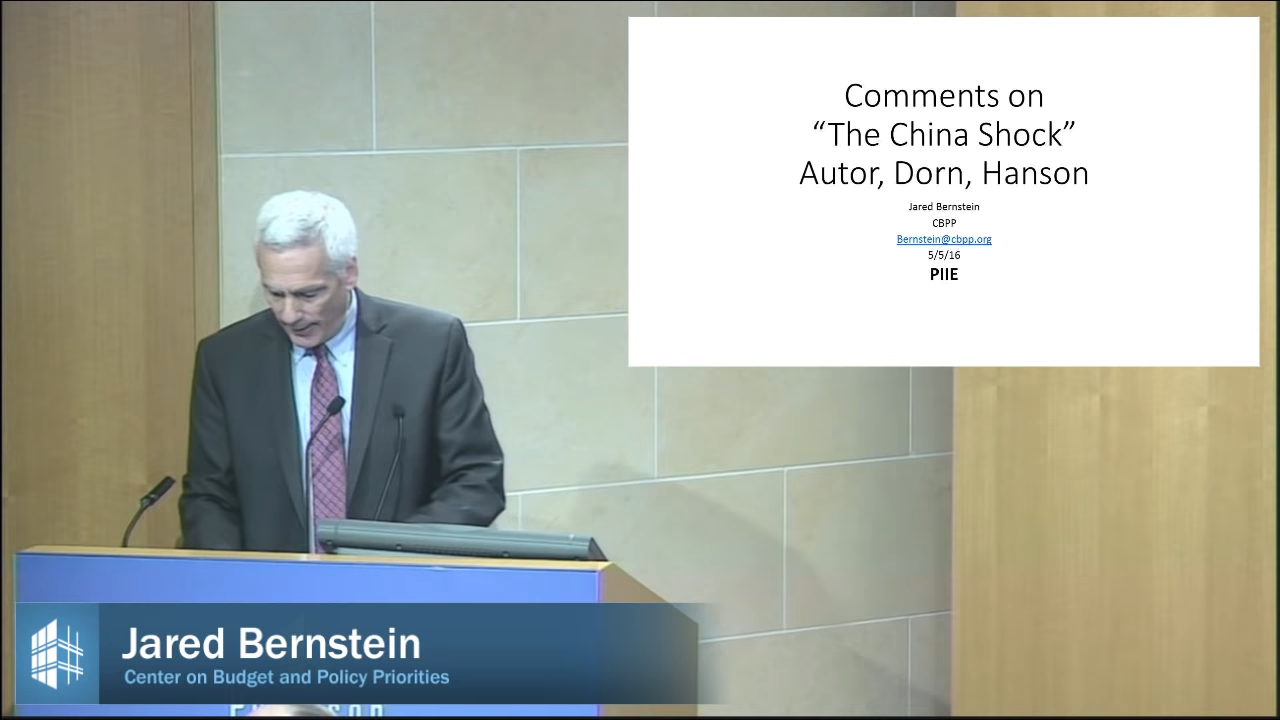 Comments on
“The China Shock”
Autor, Dorn, Hanson
Jared Bernstein
CBPP
Bernstein@cbpp.org
5/5/16
PIIE
Jared Bernstein
Center on Budget and Policy Priorities